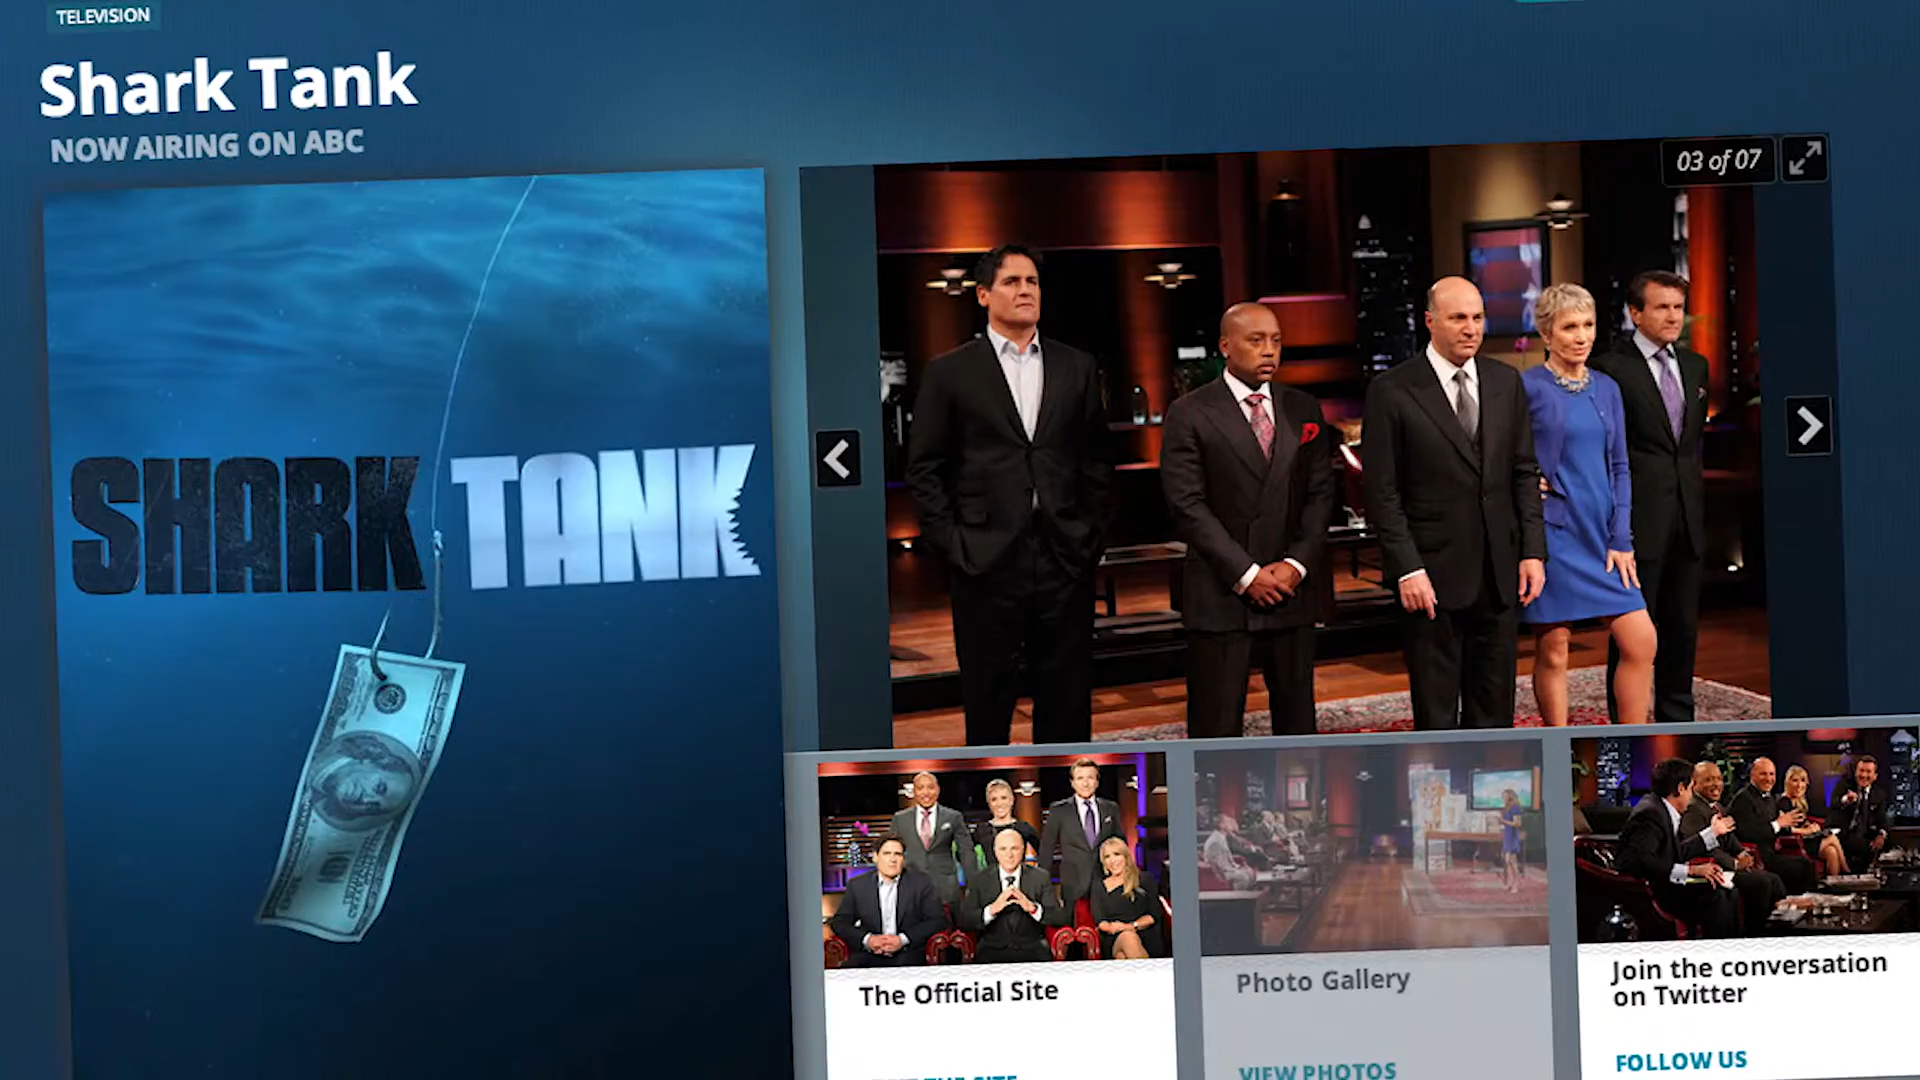 TELEVISION
Shark Tank
NOW AIRING ON ABC
03 of 07
SHARK TANK
The Official Site
Photo Gallery
VIEW PHOTOS
Join the conversation
on Twitter
FOLLOW US